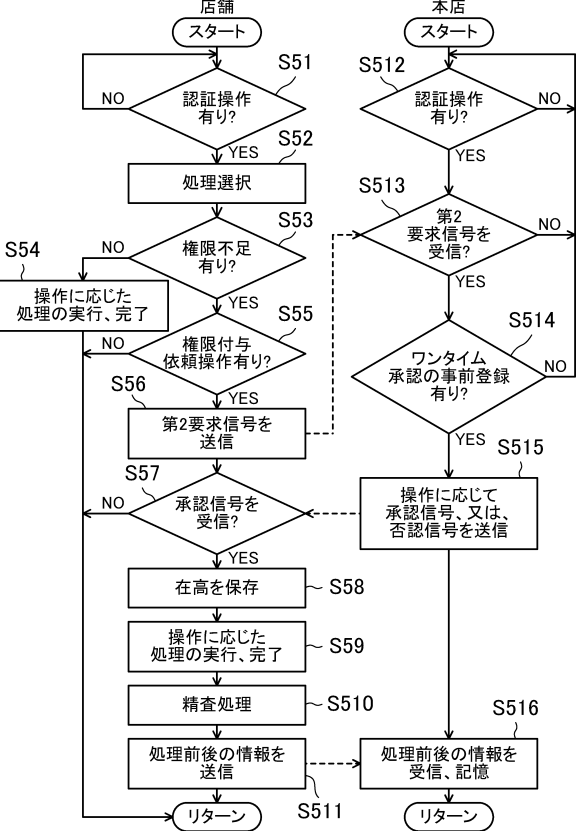 店舗
スタート
S51
認証操作
有り?
NO
YES
S52
処理選択
S53
権限不足
有り?
NO
YES
S54
操作に応じた
処理の実行、完了
S55
権限付与
依頼操作有り?
NO
YES
S56
第2要求信号を
送信
S57
承認信号を
受信?
NO
YES
在高を保存
S58
操作に応じた
処理の実行、完了
S59
精査処理
S510
処理前後の情報を
送信
S511
リターン
本店
スタート
S512
認証操作
有り?
NO
YES
S513
第2
要求信号を
受信?
NO
YES
S514
ワンタイム
承認の事前登録
有り?
NO
YES
S515
操作に応じて
承認信号、又は、
否認信号を送信
S516
処理前後の情報を
受信、記憶
リターン